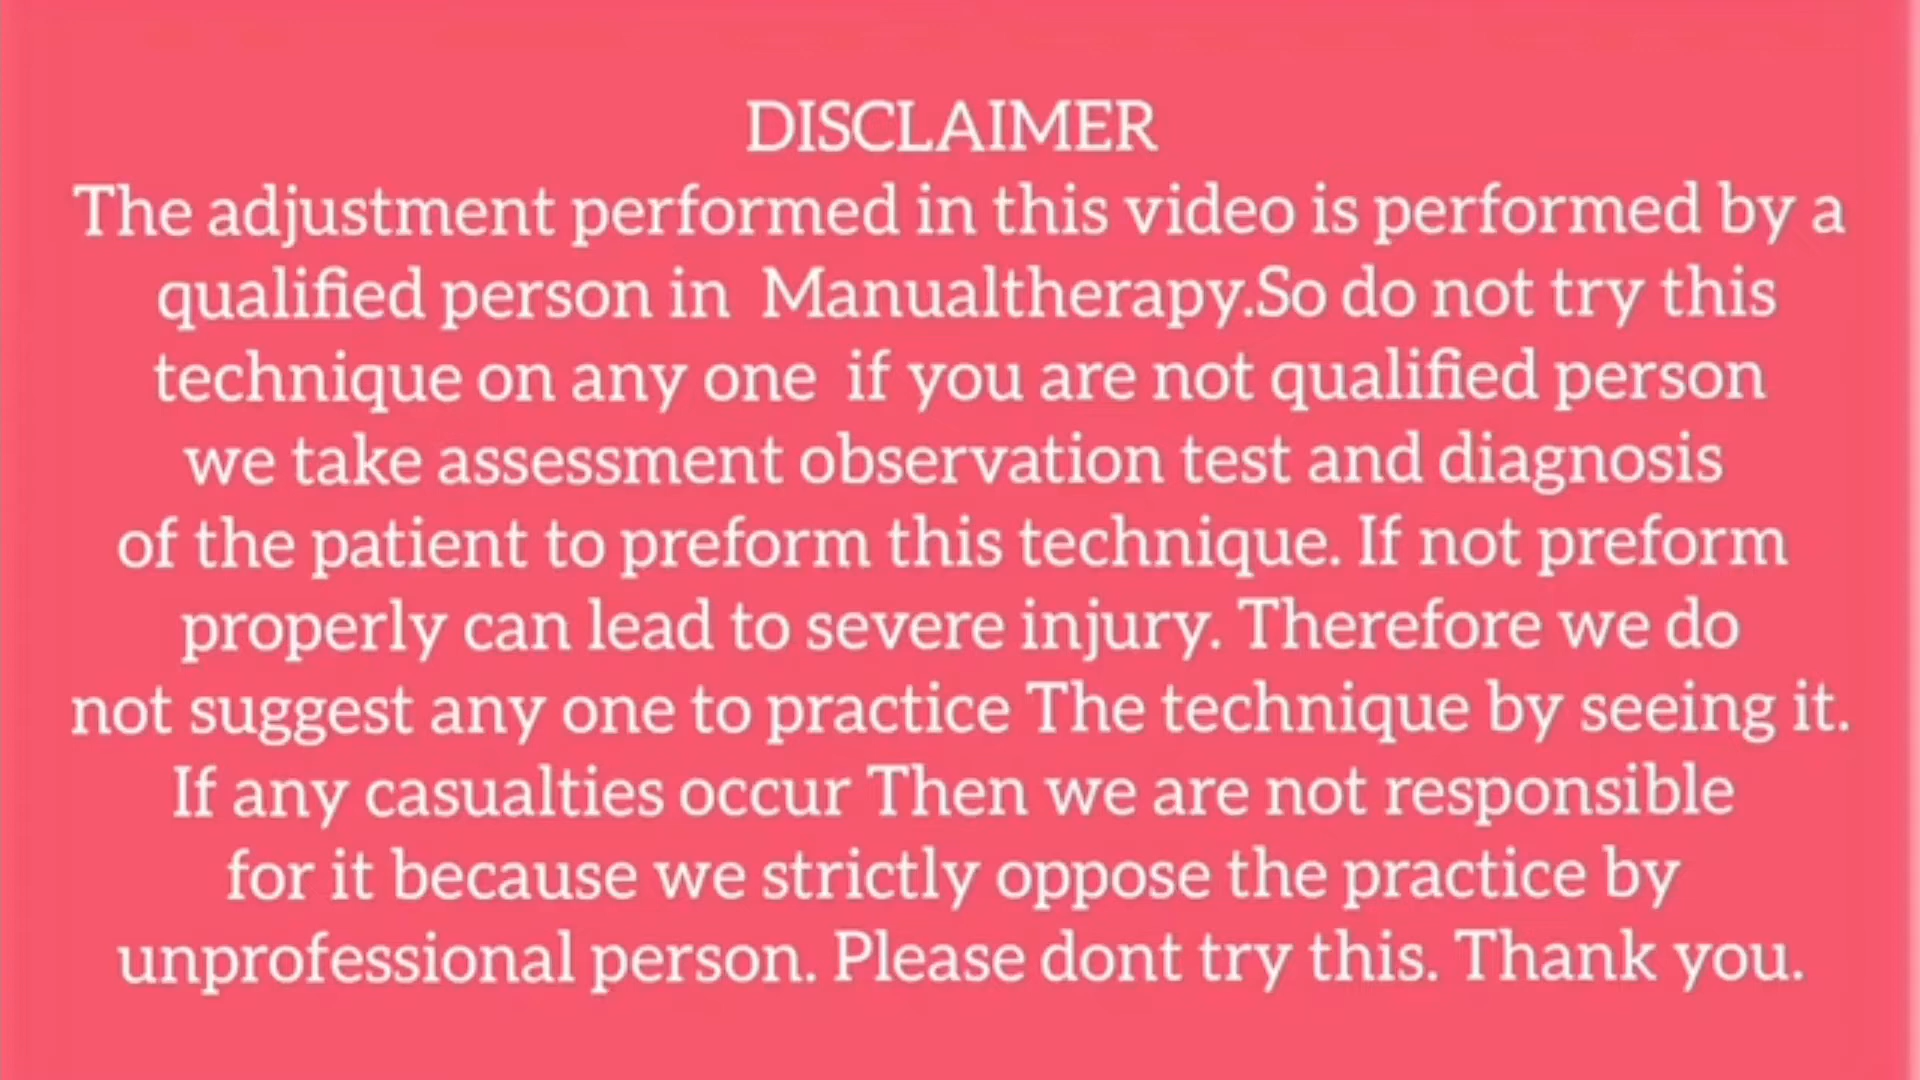 DISCLAIMER
The adjustment performed in this video is performed by a
qualified person in Manualtherapy.So do not try this
technique on any one if you are not qualified person
we take assessment observation test and diagnosis
of the patient to preform this technique. If not preform
properly can lead to severe injury. Therefore we do
not suggest any one to practice The technique by seeing it.
If any casualties occur Then we are not responsible
for it because we strictly oppose the practice by
unprofessional person. Please dont try this. Thank you.